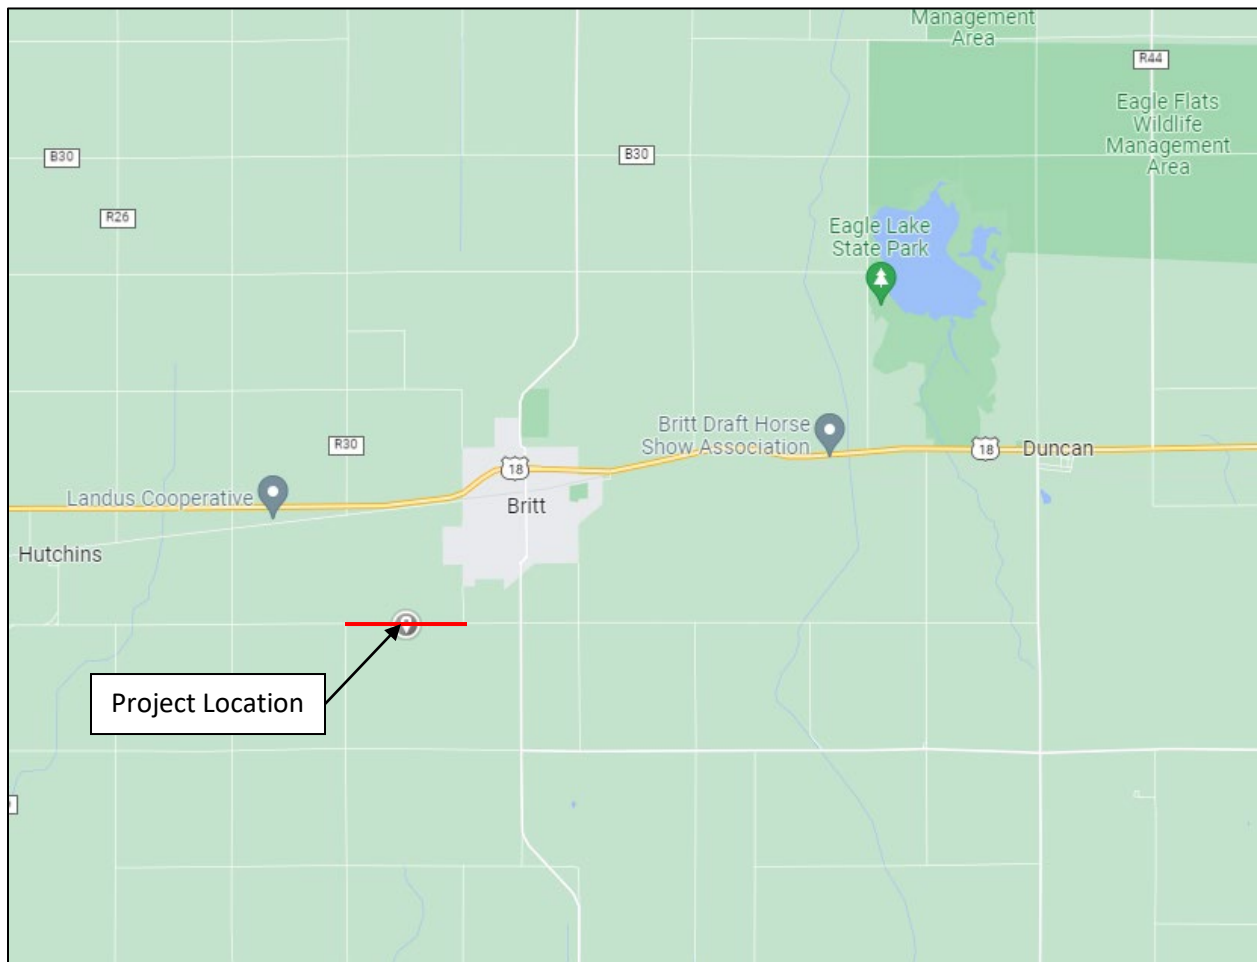 Management
Area
R44
Eagle Flats
Wildlife
Management
Area
B30
B30
R26
Eagle Lake
State Park
Britt Draft Horse
Show Association
R30
18
18
Duncan
Landus Cooperative
Britt
Hutchins
Project Location